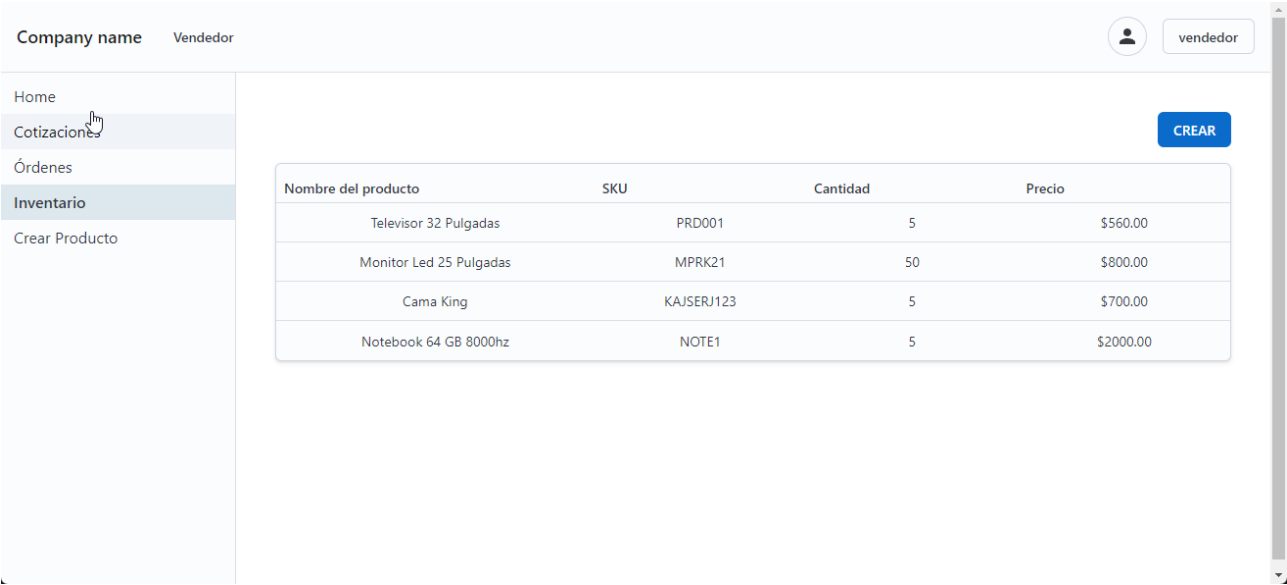 Company name Vendedor vendedor
Home
Cotizaciones
Órdenes
Inventario
Crear Producto
CREAR
Nombre del producto SKU Cantidad Precio
Televisor 32 Pulgadas PRD001 5 $560.00
Monitor Led 25 Pulgadas MPRK21 50 $800.00
Cama King KAJSERJ123 5 $700.00
Notebook 64 GB 8000hz NOTE1 5 $2000.00